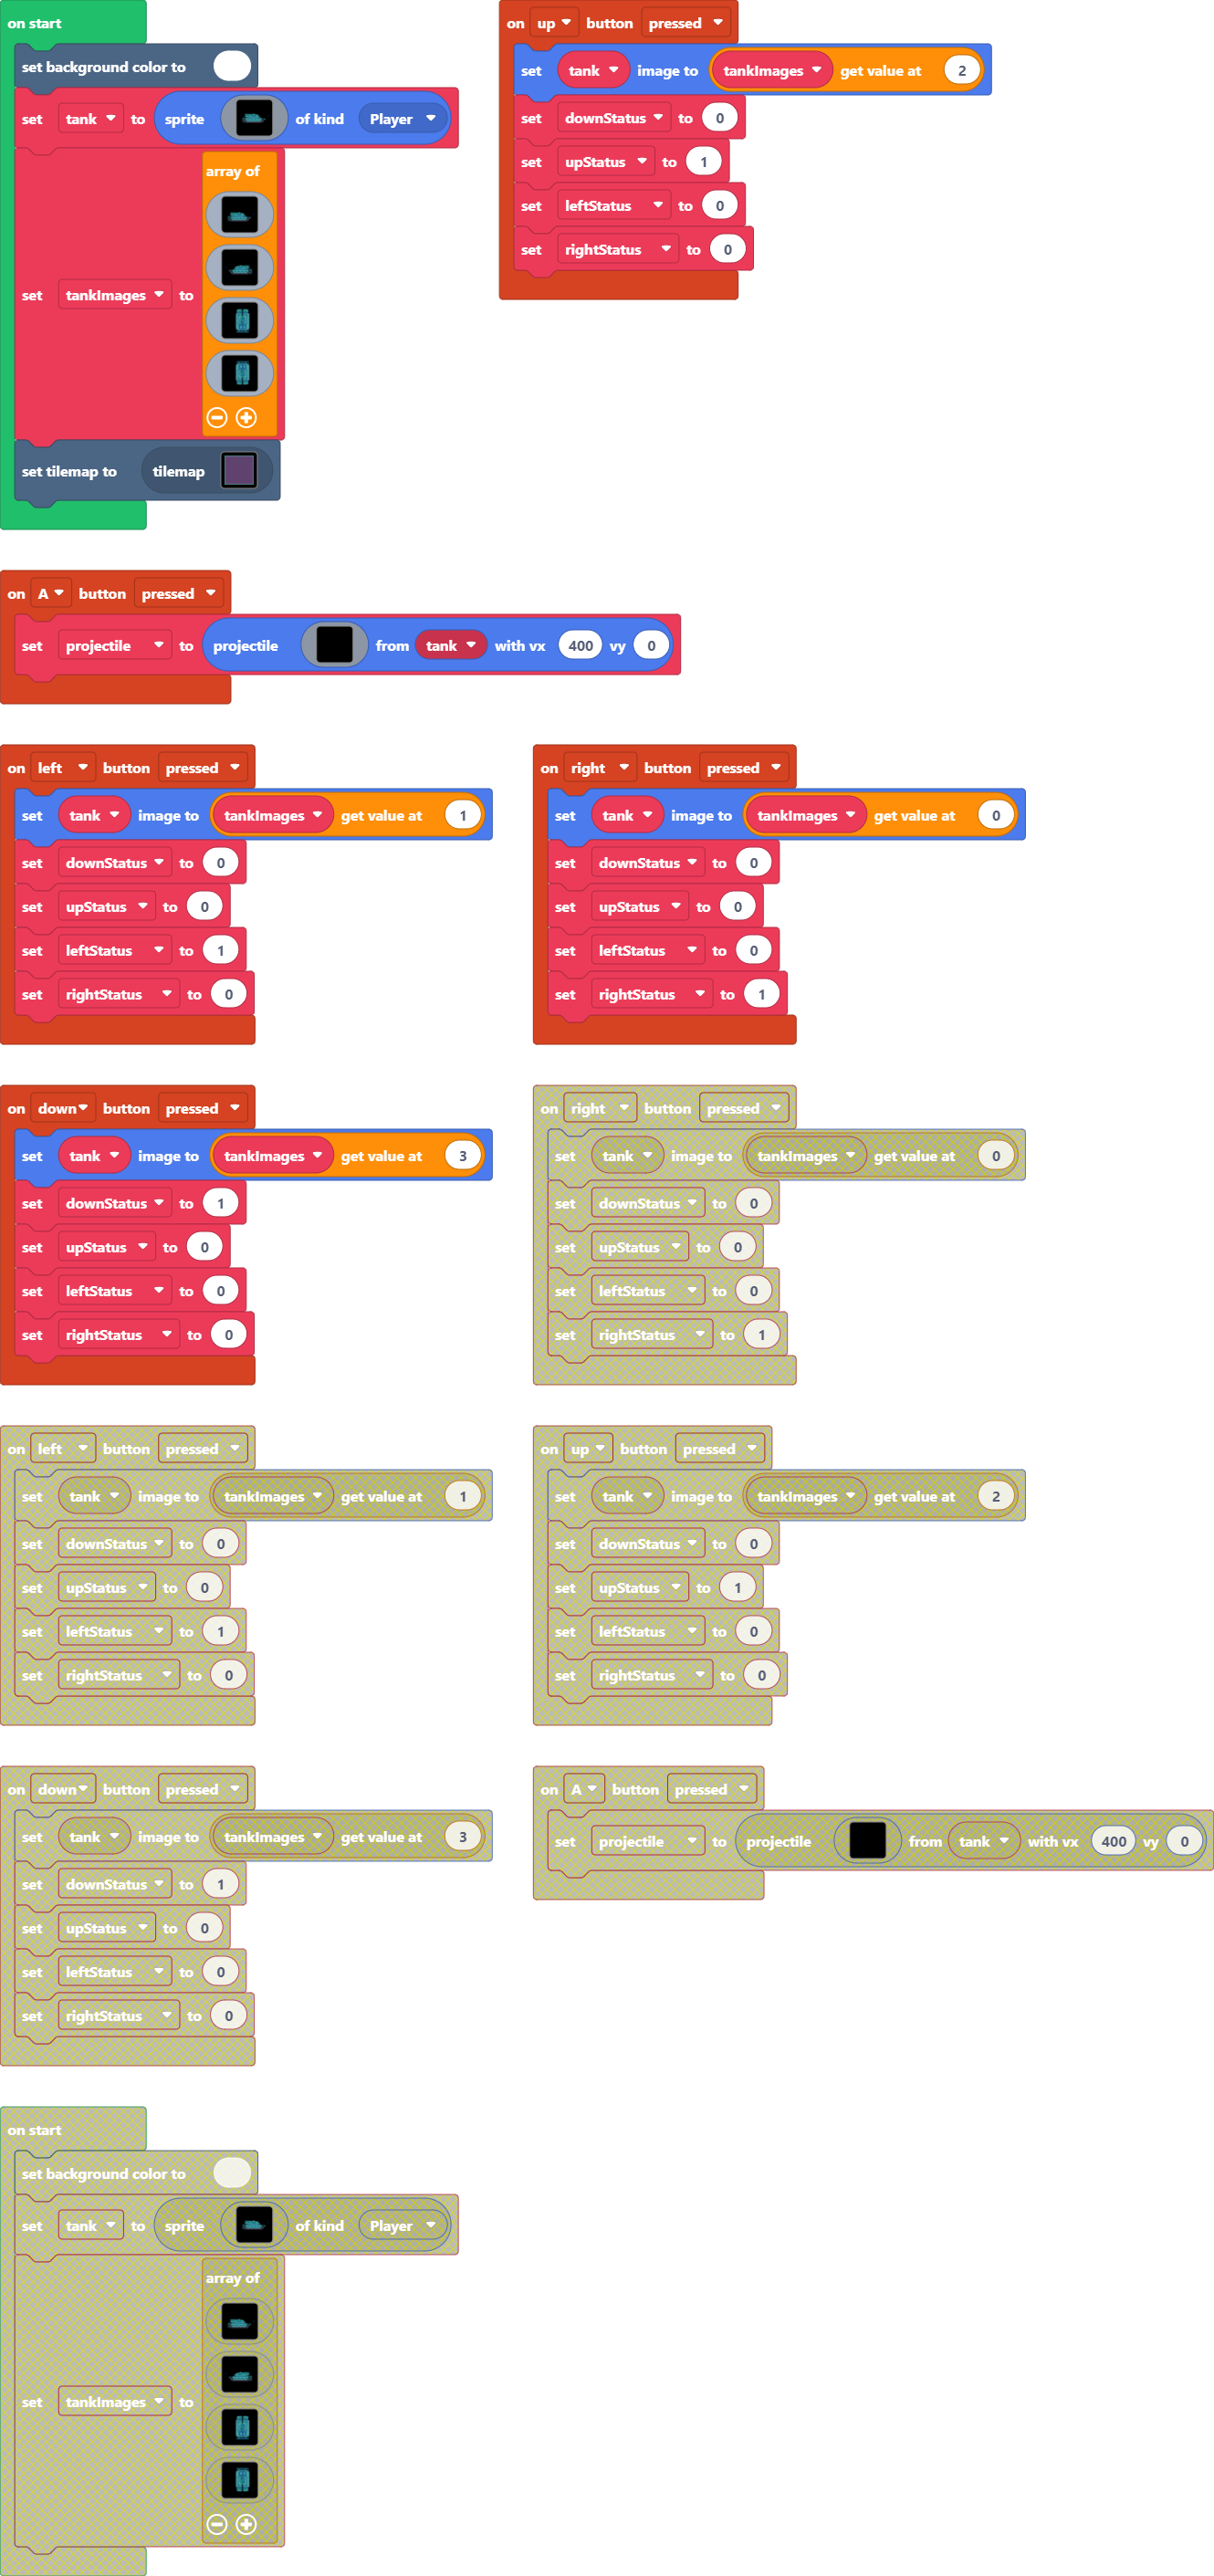 on start
set background color to
set tank to sprite of kind Player
set tankImages to array of
set tilemap to tilemap
on up button pressed
set tank image to tankImages get value at 2
set downStatus to 0
set upStatus to 1
set leftStatus to 0
set rightStatus to 0
on A button pressed
set projectile to projectile from tank with vx 400 vy 0
on left button pressed
set tank image to tankImages get value at 1
set downStatus to 0
set upStatus to 0
set leftStatus to 1
set rightStatus to 0
on right button pressed
set tank image to tankImages get value at 0
set downStatus to 0
set upStatus to 0
set leftStatus to 0
set rightStatus to 1
on down button pressed
set tank image to tankImages get value at 3
set downStatus to 1
set upStatus to 0
set leftStatus to 0
set rightStatus to 0
on right button pressed
set tank image to tankImages get value at 0
set downStatus to 0
set upStatus to 0
set leftStatus to 0
set rightStatus to 1
on left button pressed
set tank image to tankImages get value at 1
set downStatus to 0
set upStatus to 0
set leftStatus to 1
set rightStatus to 0
on up button pressed
set tank image to tankImages get value at 2
set downStatus to 0
set upStatus to 1
set leftStatus to 0
set rightStatus to 0
on down button pressed
set tank image to tankImages get value at 3
set downStatus to 1
set upStatus to 0
set leftStatus to 0
set rightStatus to 0
on A button pressed
set projectile to projectile from tank with vx 400 vy 0
on start
set background color to
set tank to sprite of kind Player
set tankImages to array of